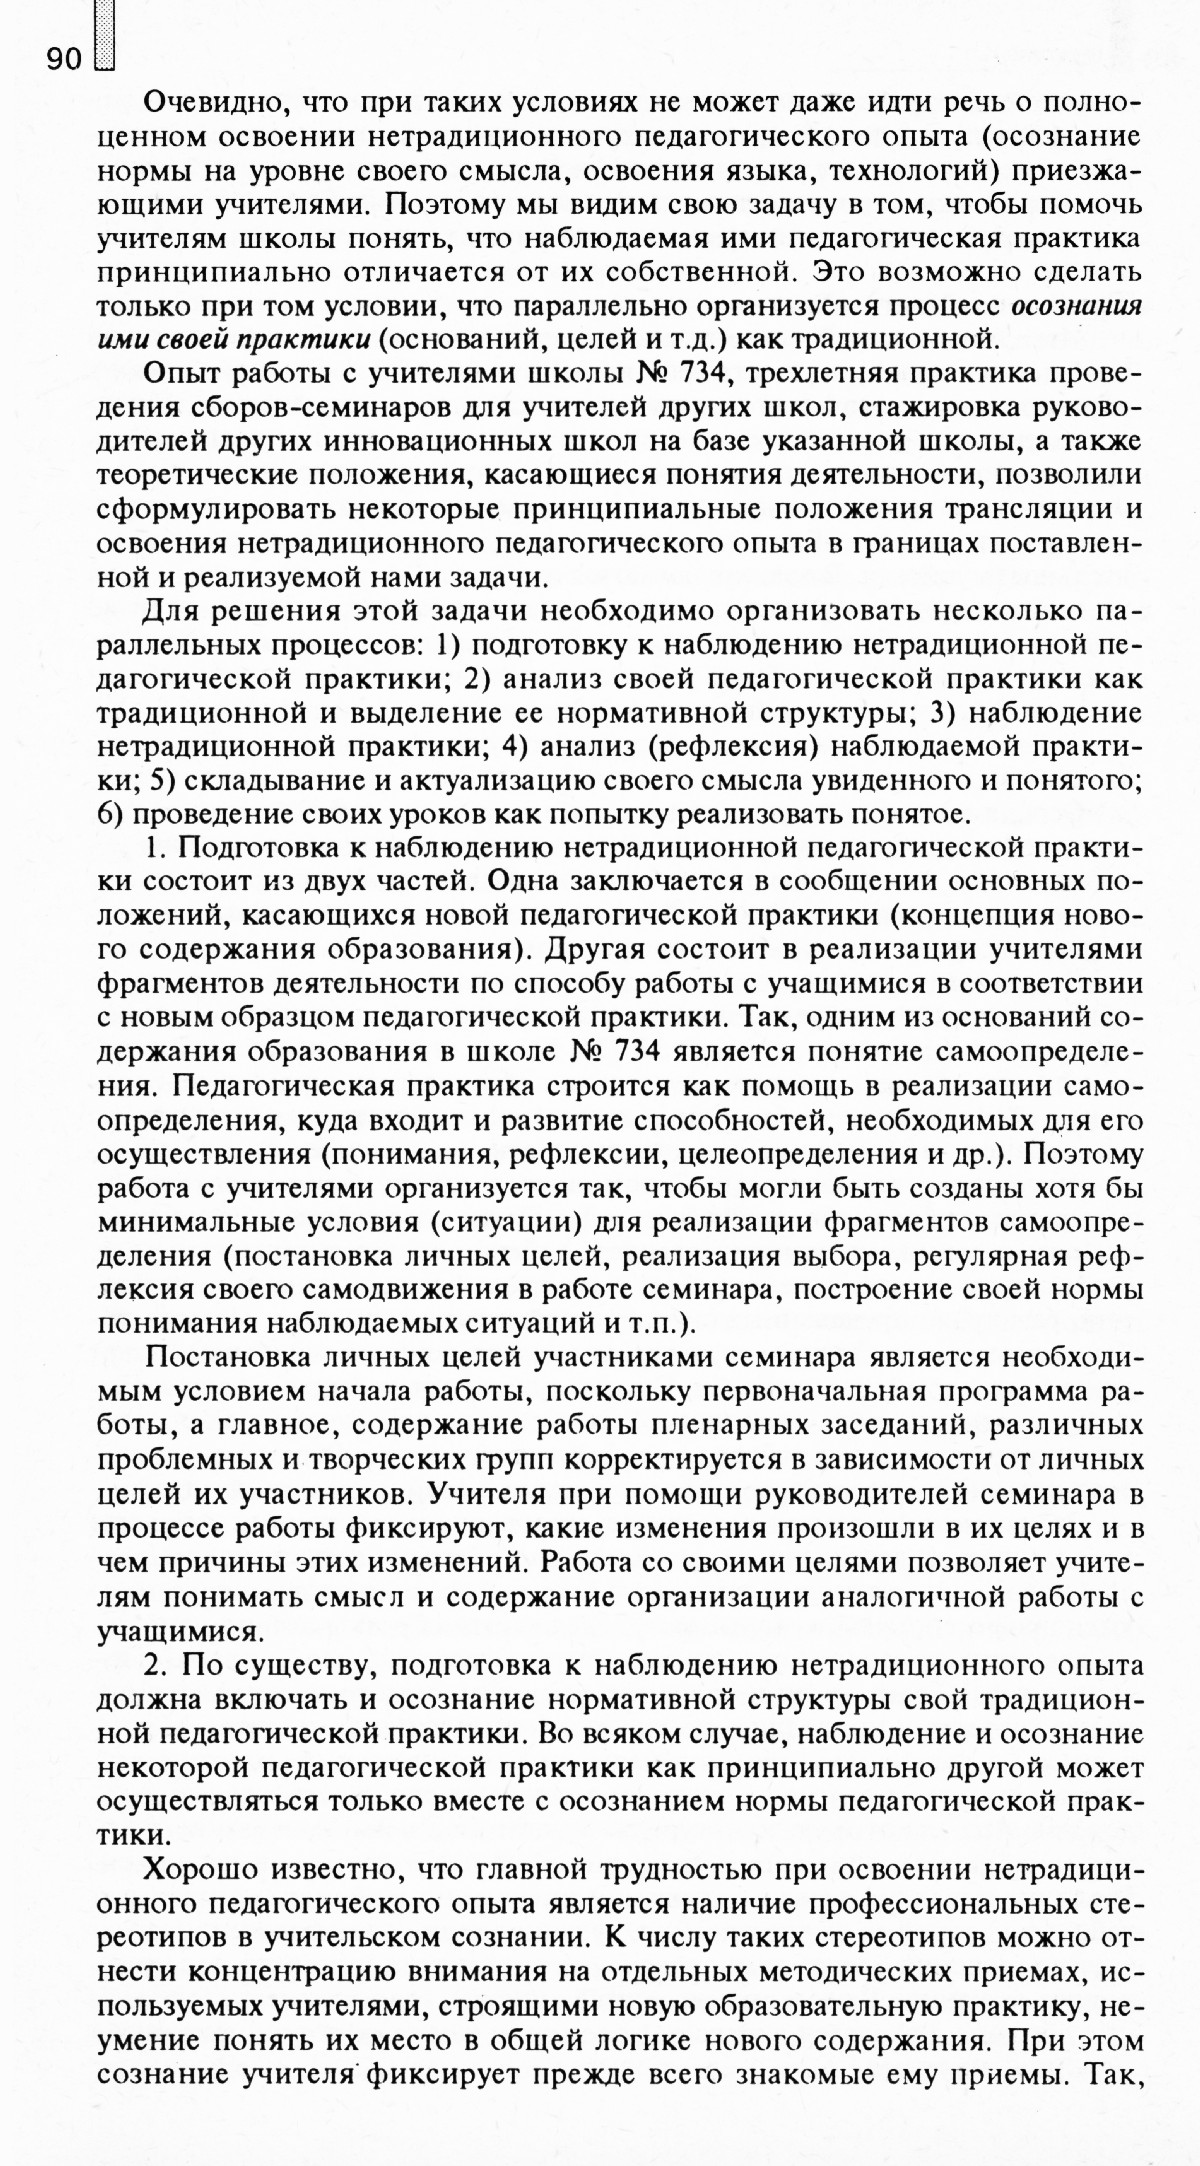 90
Очевидно, что при таких условиях не может даже идти речь о полно-
ценном освоении нетрадиционного педагогического опыта (осознание
нормы на уровне своего смысла, освоения языка, технологий) приезжа-
ющими учителями. Поэтому мы видим свою задачу в том, чтобы помочь
учителям школы понять, что наблюдаемая ими педагогическая практика
принципиально отличается от их собственной. Это возможно сделать
только при том условии, что параллельно организуется процесс осознания
ими своей практики (оснований, целей и т.д.) как традиционной.
Опыт работы с учителями школы № 734, трехлетняя практика прове-
дения сборов-семинаров для учителей других школ, стажировка руково-
дителей других инновационных школ на базе указанной школы, а также
теоретические положения, касающиеся понятия деятельности, позволили
сформулировать некоторые принципиальные положения трансляции и
освоения нетрадиционного педагогического опыта в границах поставлен-
ной и реализуемой нами задачи.
Для решения этой задачи необходимо организовать несколько па-
раллельных процессов: 1) подготовку к наблюдению нетрадиционной пе-
дагогической практики; 2) анализ своей педагогической практики как
традиционной и выделение ее нормативной структуры; 3) наблюдение
нетрадиционной практики; 4) анализ (рефлексия) наблюдаемой практи-
ки; 5) складывание и актуализацию своего смысла увиденного и понятого;
6) проведение своих уроков как попытку реализовать понятое.
1. Подготовка к наблюдению нетрадиционной педагогической практи-
ки состоит из двух частей. Одна заключается в сообщении основных по-
ложений, касающихся новой педагогической практики (концепция ново-
го содержания образования). Другая состоит в реализации учителями
фрагментов деятельности по способу работы с учащимися в соответствии
с новым образцом педагогической практики. Так, одним из оснований со-
держания образования в школе № 734 является понятие самоопределе-
ния. Педагогическая практика строится как помощь в реализации само-
определения, куда входит и развитие способностей, необходимых для его
осуществления (понимания, рефлексии, целеопределения и др.). Поэтому
работа с учителями организуется так, чтобы могли быть созданы хотя бы
минимальные условия (ситуации) для реализации фрагментов самоопре-
деления (постановка личных целей, реализация выбора, регулярная реф-
лексия своего самодвижения в работе семинара, построение своей нормы
понимания наблюдаемых ситуаций и т.п.).
Постановка личных целей участниками семинара является необходи-
мым условием начала работы, поскольку первоначальная программа ра-
боты, а главное, содержание работы пленарных заседаний, различных
проблемных и творческих групп корректируется в зависимости от личных
целей их участников. Учителя при помощи руководителей семинара в
процессе работы фиксируют, какие изменения произошли в их целях и в
чем причины этих изменений. Работа со своими целями позволяет учите-
лям понимать смысл и содержание организации аналогичной работы с
учащимися.
2. По существу, подготовка к наблюдению нетрадиционного опыта
должна включать и осознание нормативной структуры свой традицион-
ной педагогической практики. Во всяком случае, наблюдение и осознание
некоторой педагогической практики как принципиально другой может
осуществляться только вместе с осознанием нормы педагогической прак-
тики.
Хорошо известно, что главной трудностью при освоении нетрадици-
онного педагогического опыта является наличие профессиональных сте-
реотипов в учительском сознании. К числу таких стереотипов можно от-
нести концентрацию внимания на отдельных методических приемах, ис-
пользуемых учителями, строящими новую образовательную практику, не-
умение понять их место в общей логике нового содержания. При этом
сознание учителя фиксирует прежде всего знакомые ему приемы. Так,